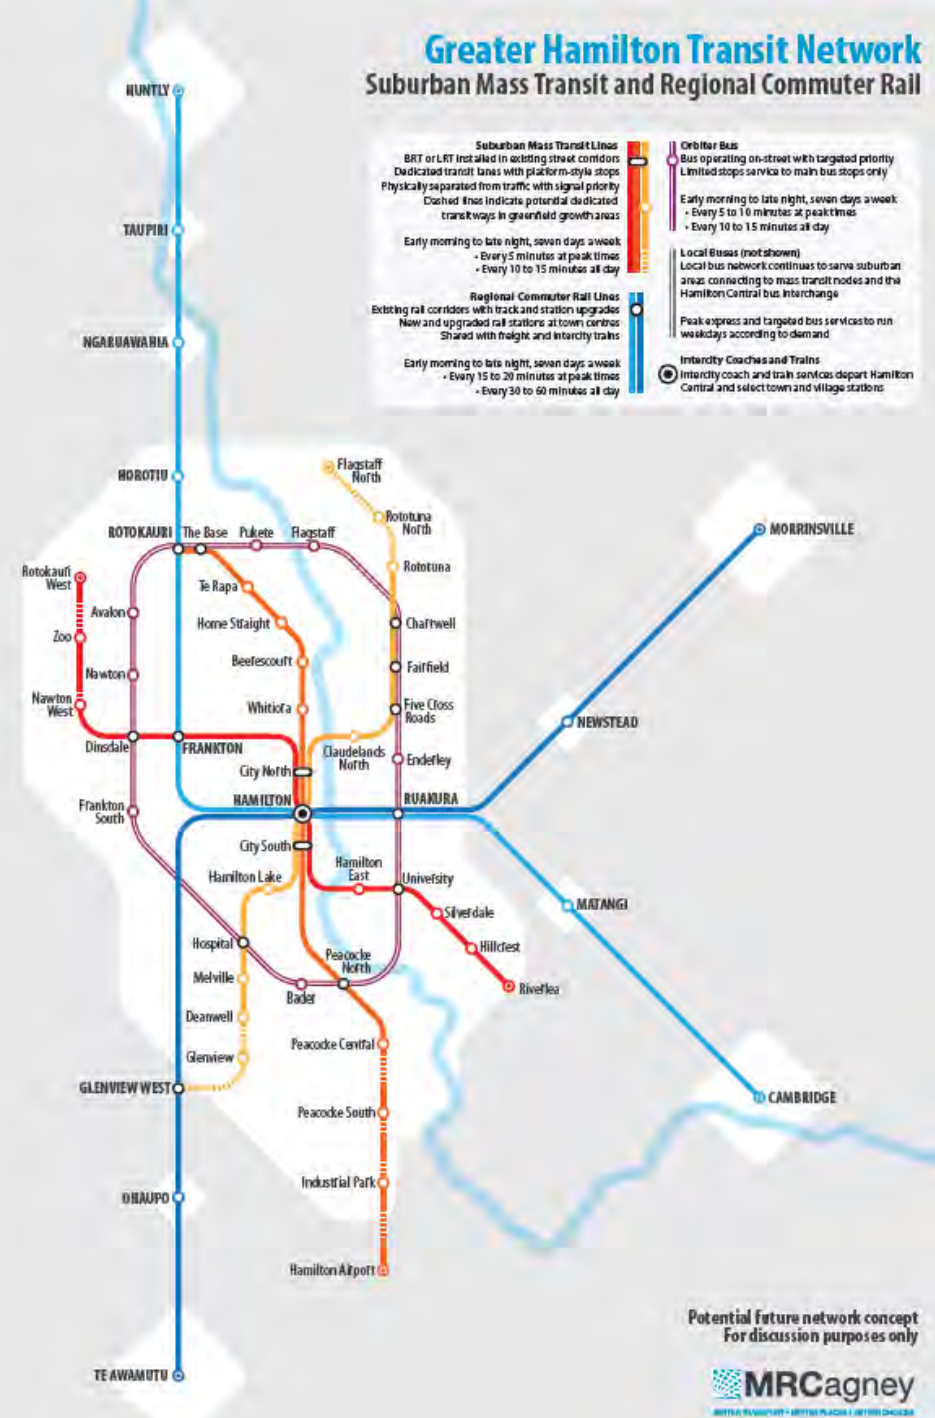 Greater Hamilton Transit Network
Suburban Mass Transit and Regional Commuter Rail
Suburban Mass Transit Lines
BRT or LRT installed in existing street corridors
Dedicated transit lanes with platform-style stops
Physically separated from traffic with signal priority
Dashed lines indicate potential dedicated
transitways in greenfield growth areas
Early morning to late night, seven days a week
• Every 5 minutes at peak times
• Every 10 to 15 minutes all day
Regional Commuter Rail Lines
Existing rail corridors with track and station upgrades
New and upgraded rail stations at town centres
Shared with freight and intercity trains
Early morning to late night, seven days a week
• Every 15 to 20 minutes at peak times
• Every 30 to 60 minutes all day
Orbiter Bus
Bus operating on-street with targeted priority
Limited stops service to main bus stops only
Early morning to late night, seven days a week
• Every 5 to 10 minutes at peak times
• Every 10 to 15 minutes all day
Local Buses (not shown)
Local bus network continues to serve suburban
areas connecting to mass transit nodes and the
Hamilton Central bus interchange
Peak express and targeted bus services to run
weekdays according to demand
Intercity Coaches and Trains
Intercity coach and train services depart Hamilton
Central and select town and village stations
HUNTLY
TAUPIRI
NGARUAWAHIA
HOROTIU
Flagstaff
North
Rototuna
North
ROTOKAURI
The Base
Pukete
Flagstaff
MORRINSVILLE
Rotokauri
West
Te Rapa
Rototuna
Avalon
Zoo
Home Straight
Chartwell
Nawton
Beerescourt
Fairfield
Nawton
West
Whitiora
Five Cross
Roads
NEWSTEAD
Dinsdale
FRANKTON
Claudelands
North
Enderley
City North
HAMILTON
RUAKURA
Frankton
South
City South
Hamilton Lake
Hamilton
East
University
MATANGI
Silverdale
Hospital
Peacocke
North
Hillcrest
Melville
Bader
Riverlea
Deanwell
Peacocke Central
Glenview
GLENVIEW WEST
CAMBRIDGE
Peacocke South
Industrial Park
OHAUPO
Hamilton Airport
TE AWAMUTU
Potential future network concept
For discussion purposes only
MRCagney